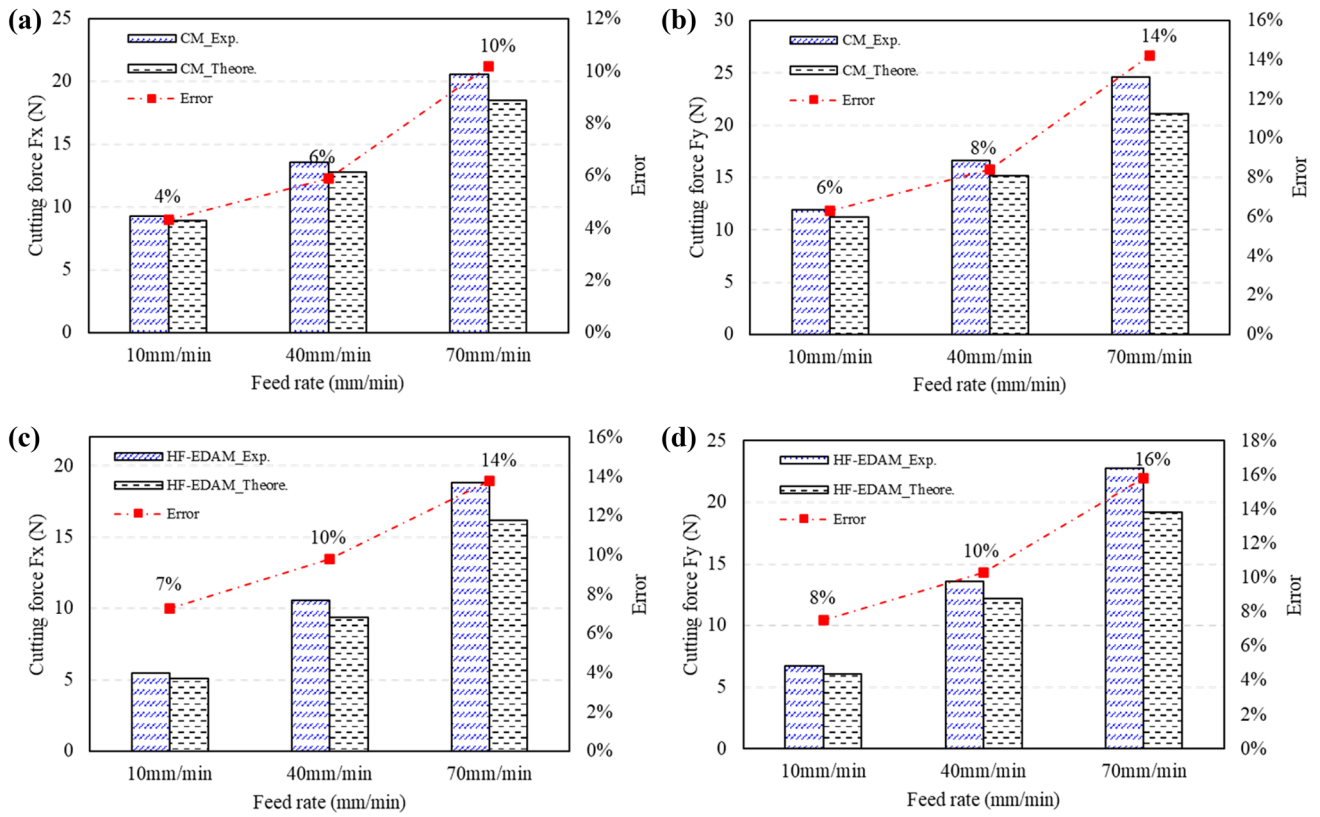 (a)
25
20
15
10
5
0
Cutting force Fx (N)
CM_Exp.
CM_Theore.
Error
4%
6%
10%
12%
10%
8%
6%
4%
2%
0%
Error
10mm/min
40mm/min
70mm/min
Feed rate (mm/min)
(b)
30
25
20
15
10
5
0
Cutting force Fy (N)
CM_Exp.
CM_Theore.
Error
6%
8%
14%
16%
14%
12%
10%
8%
6%
4%
2%
0%
Error
10mm/min
40mm/min
70mm/min
Feed rate (mm/min)
(c)
20
15
10
5
0
Cutting force Fx (N)
HF-EDAM_Exp.
HF-EDAM_Theore.
Error
7%
10%
14%
16%
14%
12%
10%
8%
6%
4%
2%
0%
Error
10mm/min
40mm/min
70mm/min
Feed rate (mm/min)
(d)
25
20
15
10
5
0
Cutting force Fy (N)
HF-EDAM_Exp.
HF-EDAM_Theore.
Error
8%
10%
16%
18%
16%
14%
12%
10%
8%
6%
4%
2%
0%
Error
10mm/min
40mm/min
70mm/min
Feed rate (mm/min)